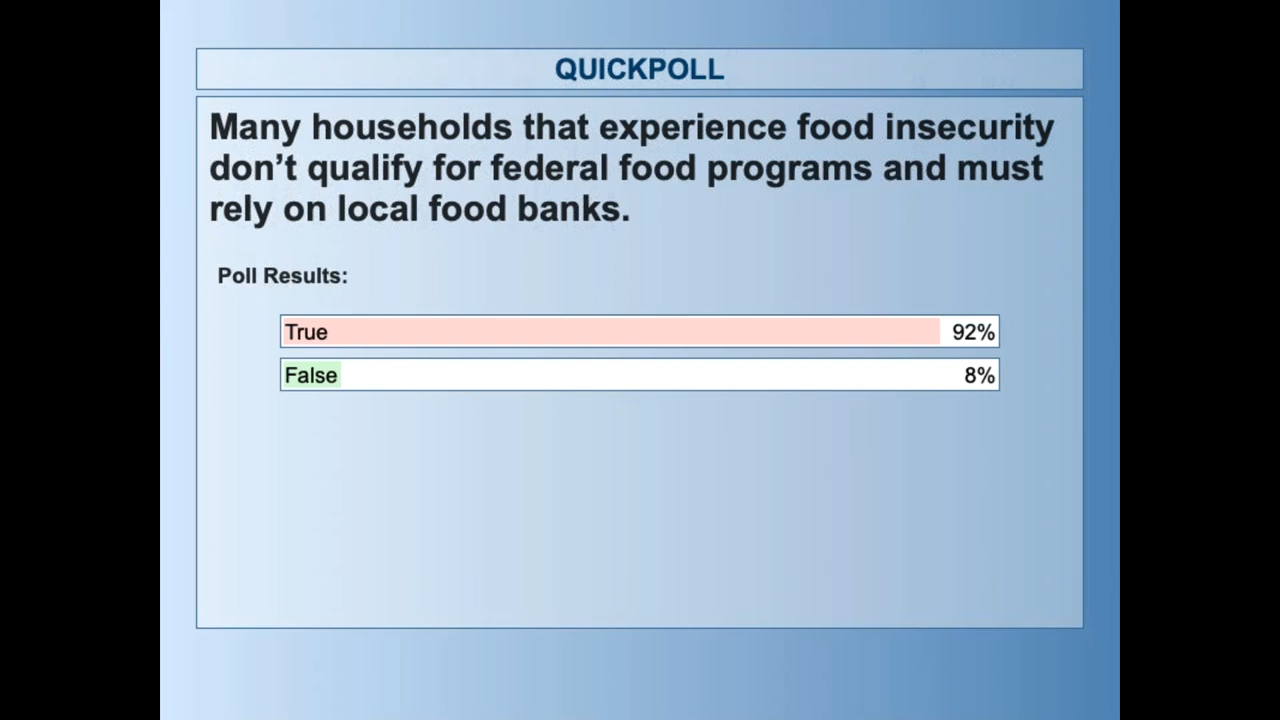 QUICKPOLL
Many households that experience food insecurity
don’t qualify for federal food programs and must
rely on local food banks.
Poll Results:
True 92%
False 8%